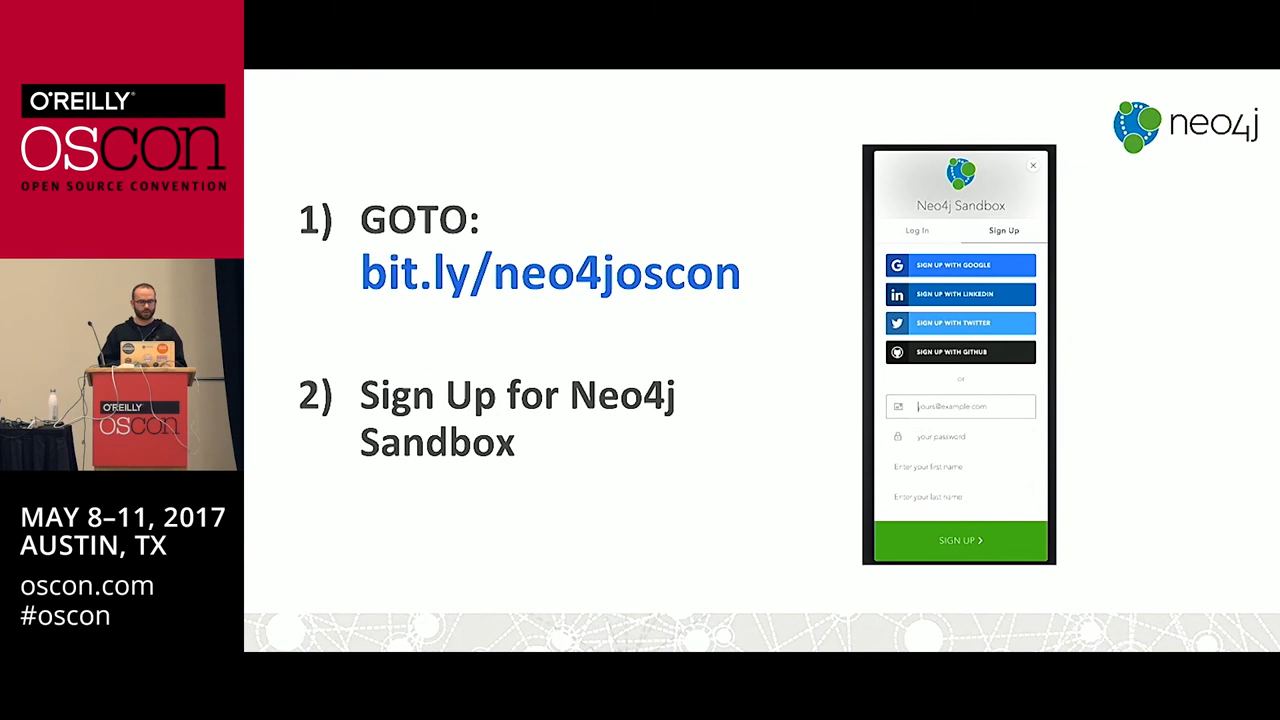 O'REILLY®
OSCON
OPEN SOURCE CONVENTION
O'REILLY
OSCON
MAY 8–11, 2017
AUSTIN, TX
oscon.com
#oscon
neo4j
1) GOTO:
bit.ly/neo4joscon
2) Sign Up for Neo4j
Sandbox
Neo4j Sandbox
Log In
Sign Up
SIGN UP WITH GOOGLE
SIGN UP WITH LINKEDIN
SIGN UP WITH TWITTER
SIGN UP WITH GITHUB
or
yours@example.com
your password
Enter your first name
Enter your last name
SIGN UP >